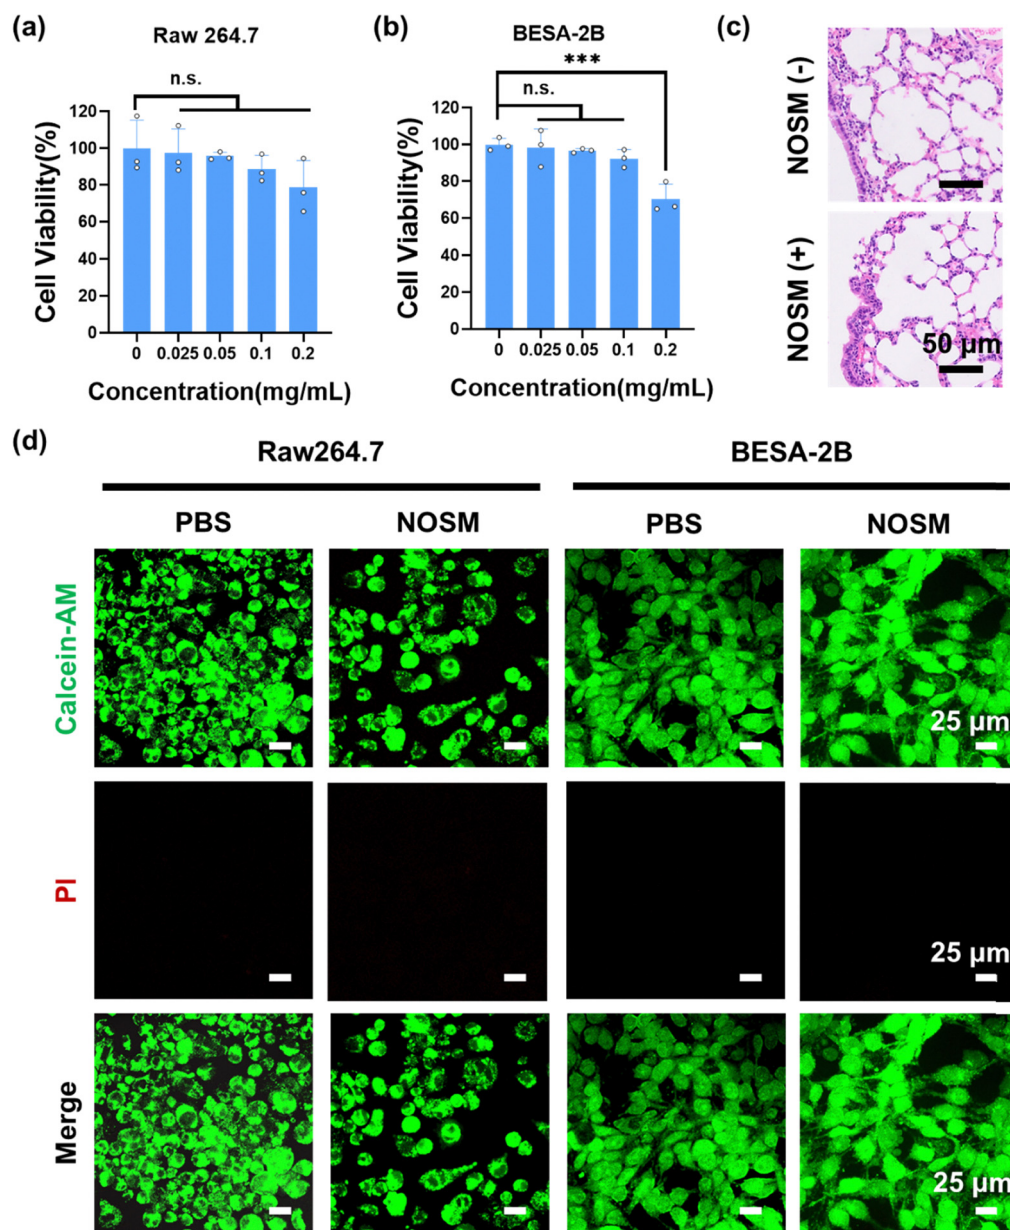 (a)
Raw 264.7
n.s.
Cell Viability(%)
120
100
80
60
40
20
0
0 0.025 0.05 0.1 0.2
Concentration(mg/mL)
(b)
BESA-2B
***
n.s.
Cell Viability(%)
120
100
80
60
40
20
0
0 0.025 0.05 0.1 0.2
Concentration(mg/mL)
(c)
NOSM (-)
NOSM (+)
50 μm
(d)
Raw264.7 BESA-2B
PBS NOSM PBS NOSM
Calcein-AM
25 μm
PI
25 μm
Merge
25 μm